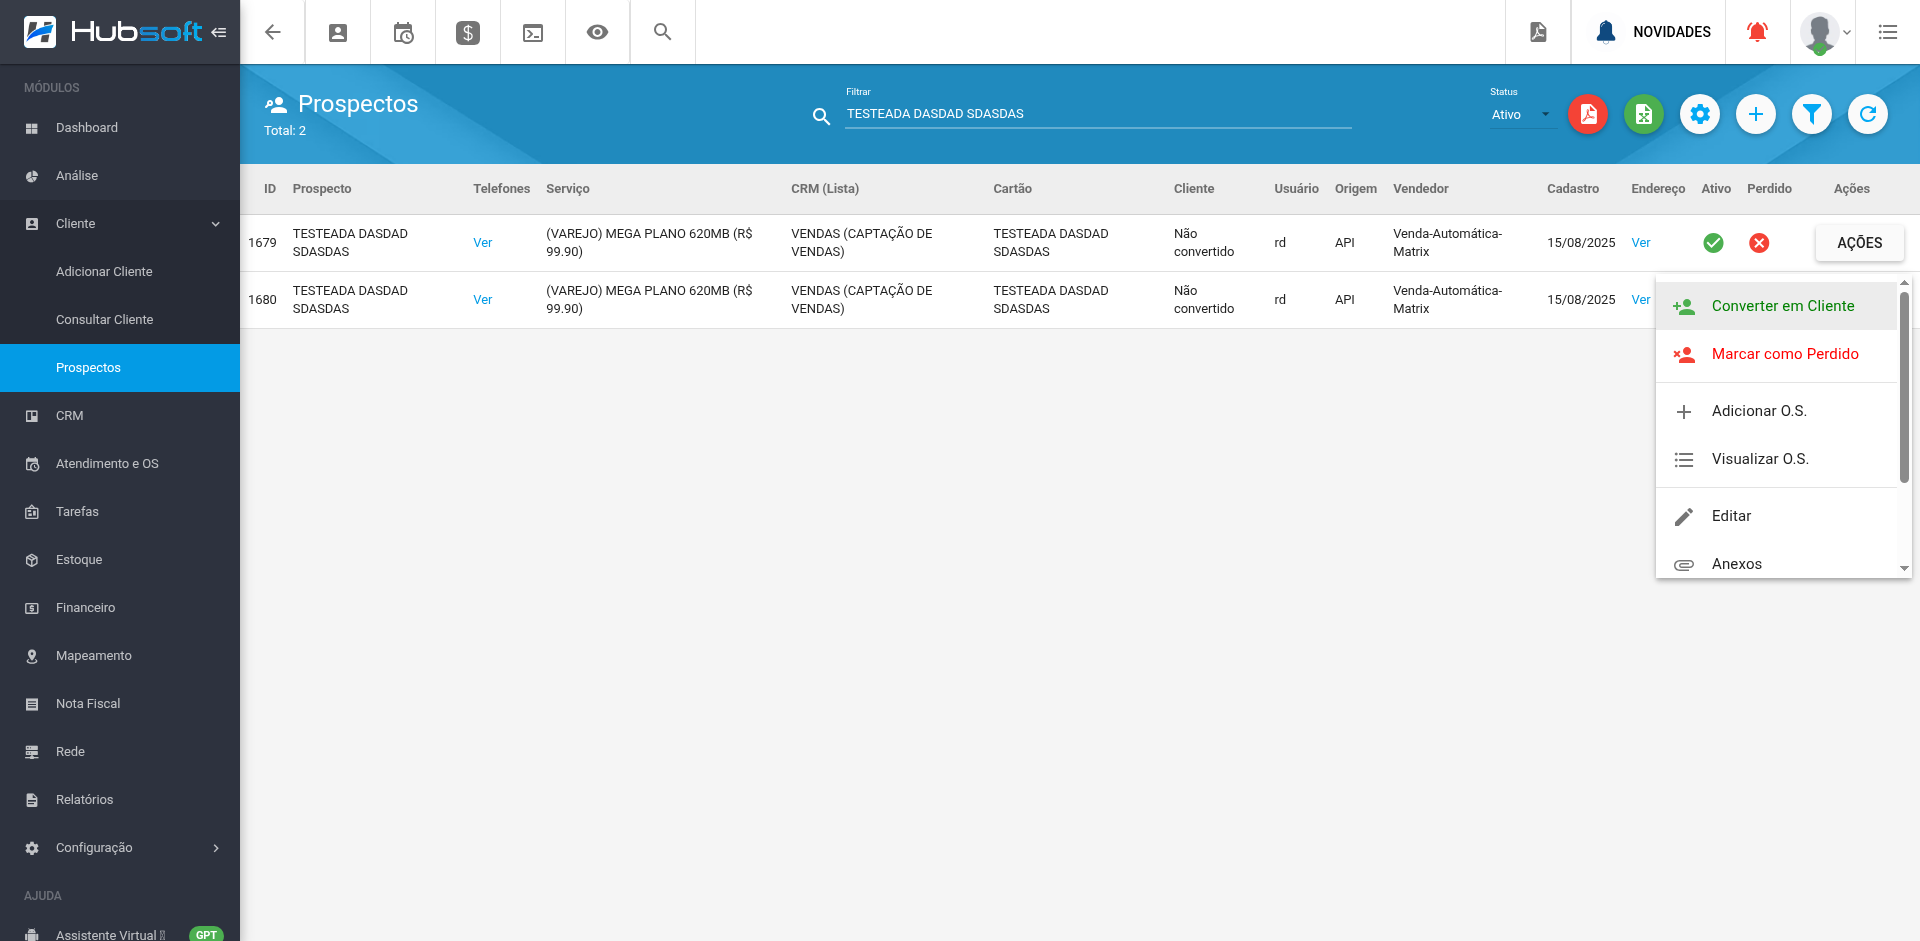 Hubsoft
NOVIDADES
MÓDULOS
Dashboard
Análise
Cliente
Adicionar Cliente
Consultar Cliente
Prospectos
CRM
Atendimento e OS
Tarefas
Estoque
Financeiro
Mapeamento
Nota Fiscal
Rede
Relatórios
Configuração
AJUDA
Assistente Virtual
GPT
Prospectos
Total: 2
Filtrar
TESTEADA DASDAD SDASDAS
Status
Ativo
ID Prospecto Telefones Serviço CRM (Lista) Cartão Cliente Usuário Origem Vendedor Cadastro Endereço Ativo Perdido Ações
1679
TESTEADA DASDAD
SDASDAS
Ver
(VAREJO) MEGA PLANO 620MB (R$
99.90)
VENDAS (CAPTAÇÃO DE
VENDAS)
TESTEADA DASDAD
SDASDAS
Não
convertido
rd
API
Venda-Automática-
Matrix
15/08/2025
Ver
AÇÕES
1680
TESTEADA DASDAD
SDASDAS
Ver
(VAREJO) MEGA PLANO 620MB (R$
99.90)
VENDAS (CAPTAÇÃO DE
VENDAS)
TESTEADA DASDAD
SDASDAS
Não
convertido
rd
API
Venda-Automática-
Matrix
15/08/2025
Ver
Converter em Cliente
Marcar como Perdido
Adicionar O.S.
Visualizar O.S.
Editar
Anexos